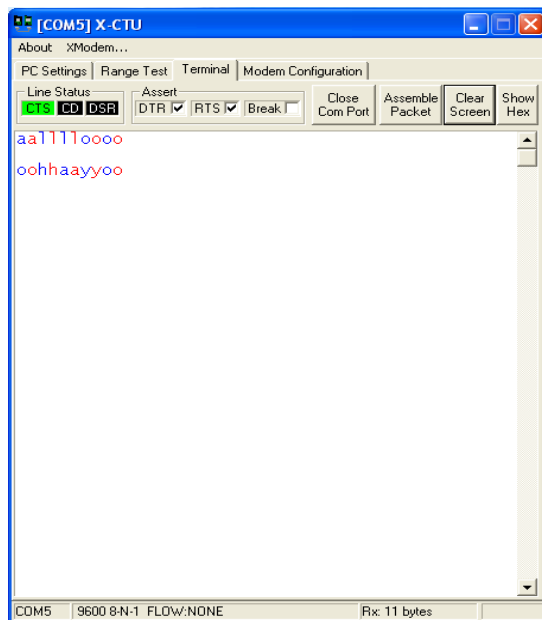 [COM5] X-CTU
About XModem...
PC Settings Range Test Terminal Modem Configuration
Line Status
CTS CD DSR
Assert
DTR RTS Break
Close Com Port
Assemble Packet
Clear Screen
Show Hex
aalllloooo
oohhaayyoo
COM5 9600 8-N-1 FLOW:NONE Rx: 11 bytes